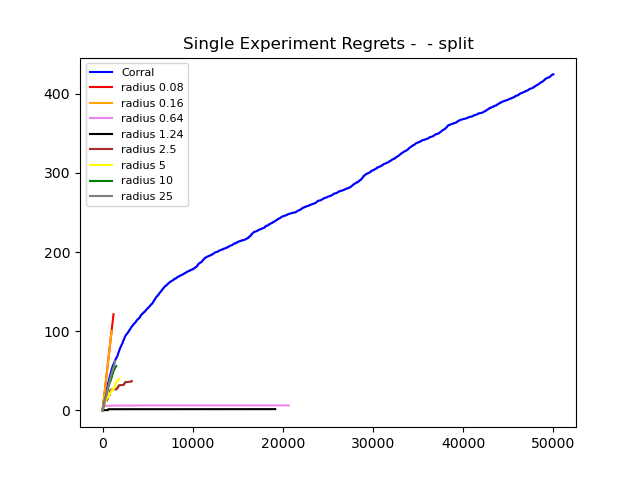 Single Experiment Regrets -  - split
Corral
radius 0.08
radius 0.16
radius 0.64
radius 1.24
radius 2.5
radius 5
radius 10
radius 25
400
300
200
100
0
0 10000 20000 30000 40000 50000